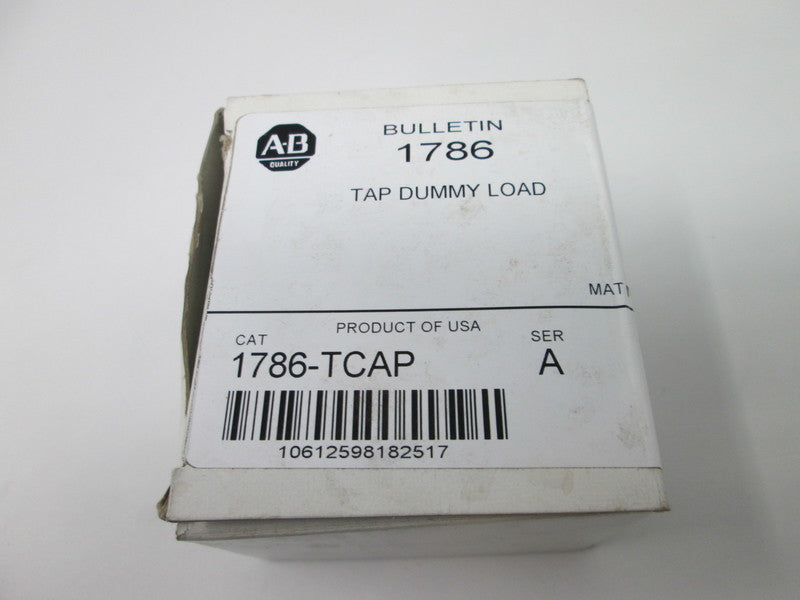 A-B
QUALITY
BULLETIN
1786
TAP DUMMY LOAD
MAT
PRODUCT OF USA
CAT
SER
1786-TCAP
A
10612598182517